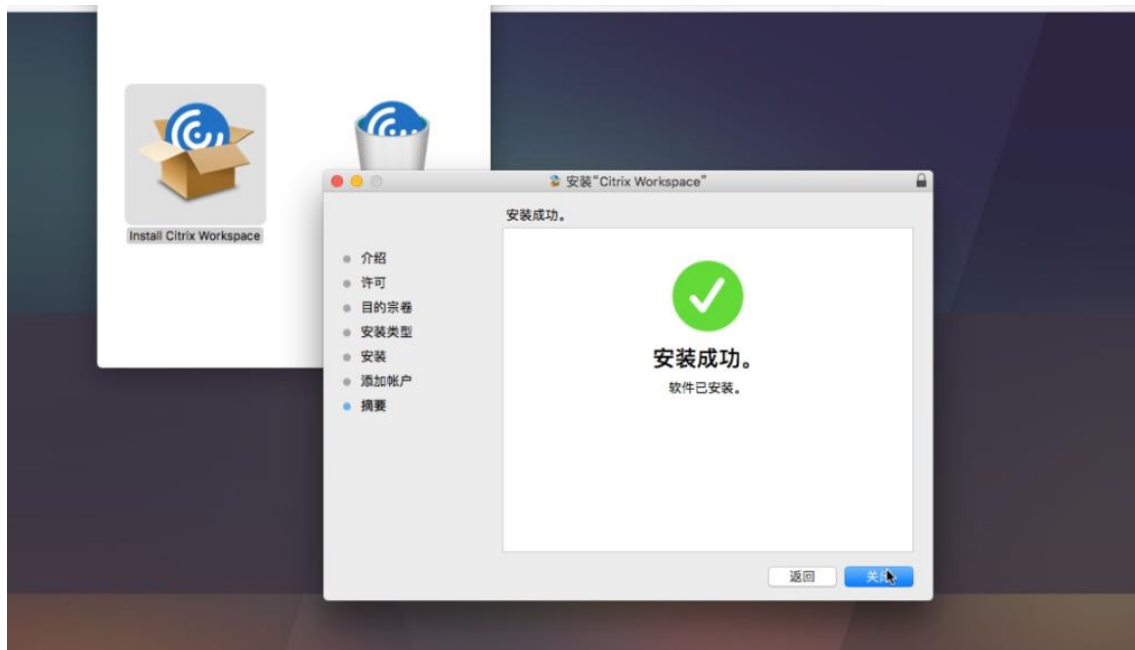 Install Citrix Workspace
安装“Citrix Workspace”
安装成功。
介绍
许可
目的宗卷
安装类型
安装
添加帐户
摘要
安装成功。
软件已安装。
返回
关闭